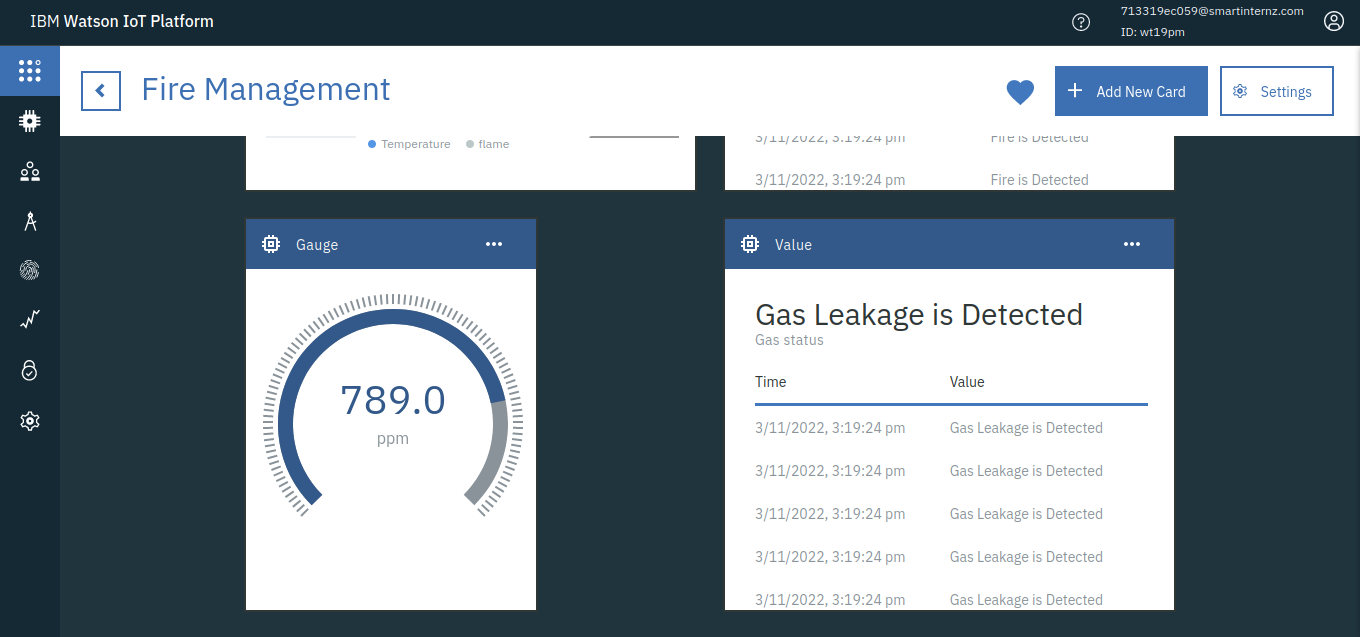 IBM Watson IoT Platform
713319ec059@smartinternz.com
ID: wt19pm
Fire Management
Add New Card
Settings
Temperature flame
3/11/2022, 3:19:24 pm Fire is Detected
3/11/2022, 3:19:24 pm Fire is Detected
Gauge
789.0
ppm
Value
Gas Leakage is Detected
Gas status
Time Value
3/11/2022, 3:19:24 pm Gas Leakage is Detected
3/11/2022, 3:19:24 pm Gas Leakage is Detected
3/11/2022, 3:19:24 pm Gas Leakage is Detected
3/11/2022, 3:19:24 pm Gas Leakage is Detected
3/11/2022, 3:19:24 pm Gas Leakage is Detected